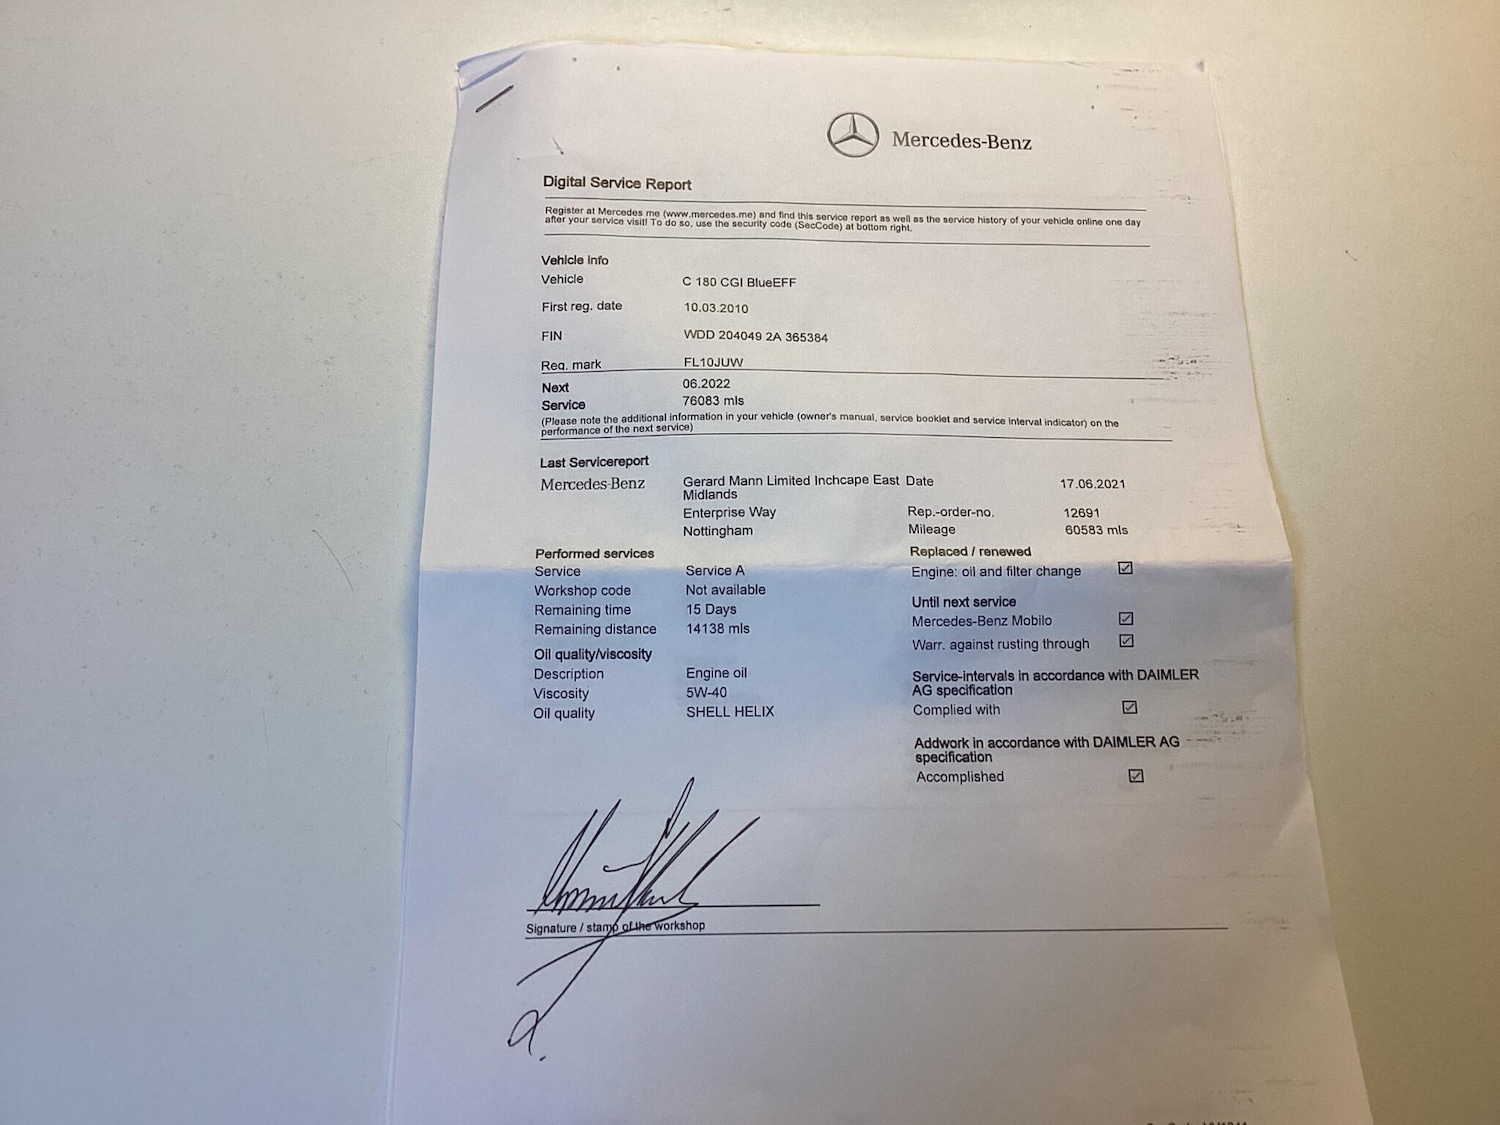 Mercedes-Benz
Digital Service Report
Register at Mercedes me (www.mercedes.me) and find this service report as well as the service history of your vehicle online one day
after your service visit! To do so, use the security code (SecCode) at bottom right.
Vehicle info
Vehicle C 180 CGI BlueEFF
First reg. date 10.03.2010
FIN WDD 204049 2A 365384
Reg. mark FL10JUW
Next 06.2022
Service 76083 mls
(Please note the additional information in your vehicle (owner's manual, service booklet and service interval indicator) on the
performance of the next service)
Last Servicereport
Mercedes-Benz Gerard Mann Limited Inchcape East Date 17.06.2021
Midlands
Enterprise Way Rep.-order-no. 12691
Nottingham Mileage 60583 mls
Performed services Replaced / renewed
Service Service A Engine: oil and filter change ☑
Workshop code Not available
Remaining time 15 Days Until next service
Remaining distance 14138 mls Mercedes-Benz Mobilo ☑
Oil quality/viscosity Warr. against rusting through ☑
Description Engine oil Service-intervals in accordance with DAIMLER
Viscosity 5W-40 AG specification
Oil quality SHELL HELIX Complied with ☑
Addwork in accordance with DAIMLER AG
specification
Accomplished ☑
Signature / stamp of the workshop